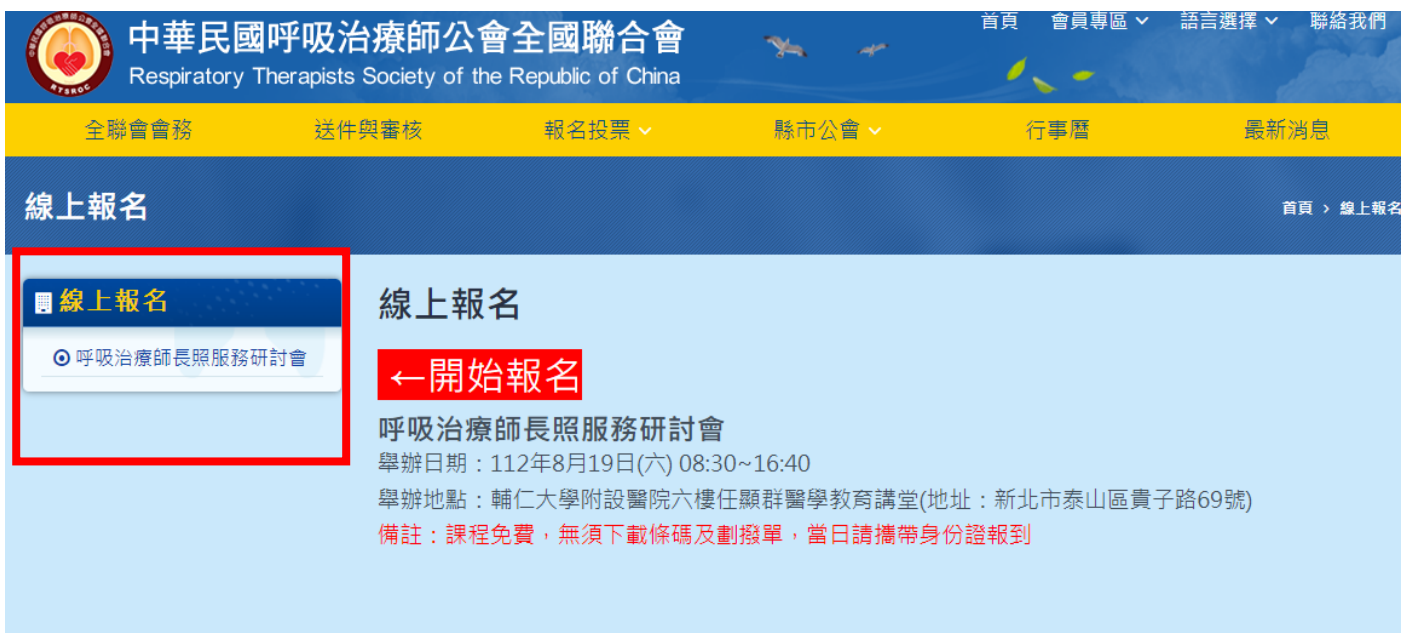 中華民國呼吸治療師公會全國聯合會
Respiratory Therapists Society of the Republic of China
RTSROC
首頁 會員專區 語言選擇 聯絡我們
全聯會會務 送件與審核 報名投票 縣市公會 行事曆 最新消息
線上報名
首頁 › 線上報名
線上報名
呼吸治療師長照服務研討會
線上報名
←開始報名
呼吸治療師長照服務研討會
舉辦日期：112年8月19日(六) 08:30~16:40
舉辦地點：輔仁大學附設醫院六樓任顯群醫學教育講堂(地址：新北市泰山區貴子路69號)
備註：課程免費，無須下載條碼及劃撥單，當日請攜帶身份證報到